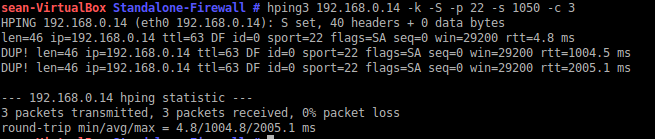 sean-VirtualBox Standalone-Firewall # hping3 192.168.0.14 -k -S -p 22 -s 1050 -c 3
HPING 192.168.0.14 (eth0 192.168.0.14): S set, 40 headers + 0 data bytes
len=46 ip=192.168.0.14 ttl=63 DF id=0 sport=22 flags=SA seq=0 win=29200 rtt=4.8 ms
DUP! len=46 ip=192.168.0.14 ttl=63 DF id=0 sport=22 flags=SA seq=0 win=29200 rtt=1004.5 ms
DUP! len=46 ip=192.168.0.14 ttl=63 DF id=0 sport=22 flags=SA seq=0 win=29200 rtt=2005.1 ms
--- 192.168.0.14 hping statistic ---
3 packets transmitted, 3 packets received, 0% packet loss
round-trip min/avg/max = 4.8/1004.8/2005.1 ms